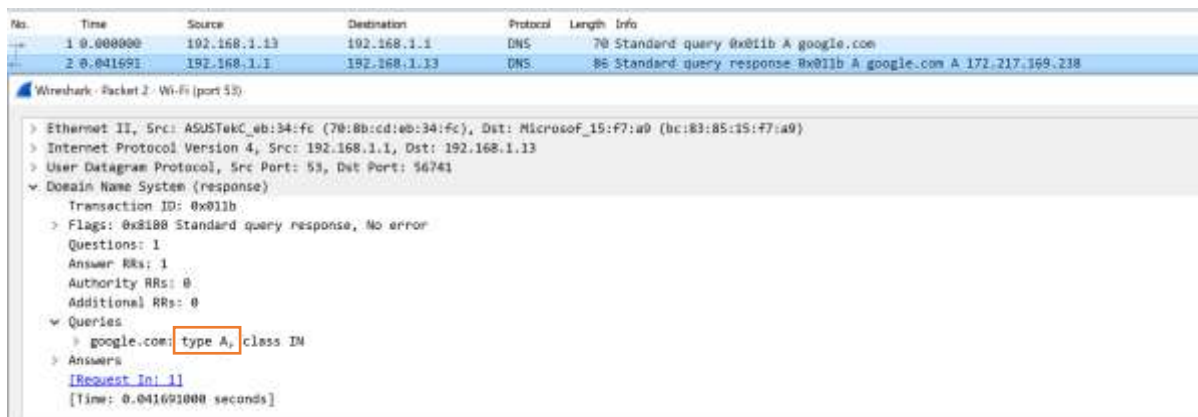 No. Time Source Destination Protocol Length Info
1 0.000000 192.168.1.13 192.168.1.1 DNS 70 Standard query 0x011b A google.com
2 0.041691 192.168.1.1 192.168.1.13 DNS 86 Standard query response 0x011b A google.com A 172.217.169.238
Wireshark · Packet 2 · Wi-Fi (port 53)
> Ethernet II, Src: ASUSTekC_eb:34:fc (70:8b:cd:eb:34:fc), Dst: Microsof_15:f7:a9 (bc:83:85:15:f7:a9)
> Internet Protocol Version 4, Src: 192.168.1.1, Dst: 192.168.1.13
> User Datagram Protocol, Src Port: 53, Dst Port: 56741
Domain Name System (response)
Transaction ID: 0x011b
> Flags: 0x8180 Standard query response, No error
Questions: 1
Answer RRs: 1
Authority RRs: 0
Additional RRs: 0
Queries
> google.com: type A, class IN
> Answers
[Request In: 1]
[Time: 0.041691000 seconds]